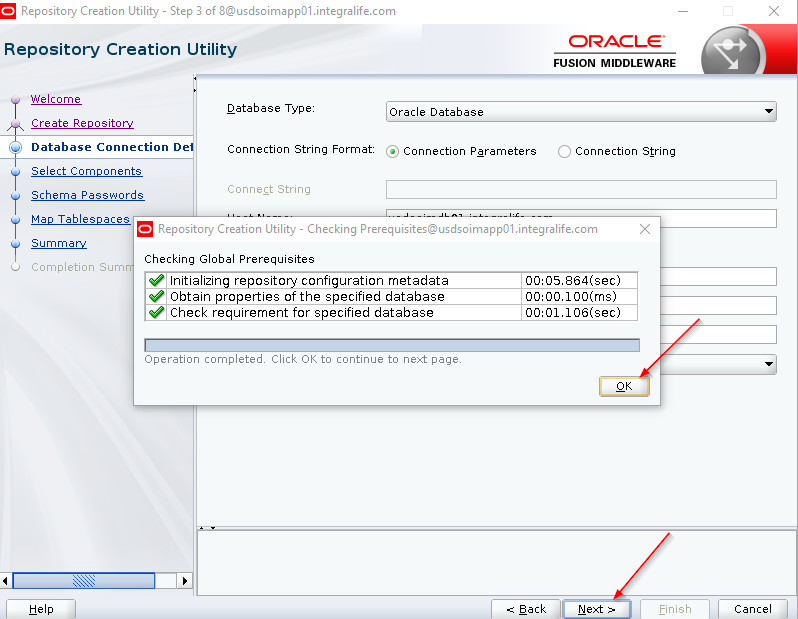 Repository Creation Utility - Step 3 of 8@usdsoimapp01.integralife.com
Repository Creation Utility
ORACLE
FUSION MIDDLEWARE
Welcome
Create Repository
Database Connection Det
Select Components
Schema Passwords
Map Tablespaces
Summary
Completion Summ
Database Type:
Oracle Database
Connection String Format:
Connection Parameters
Connection String
Connect String
Host Name:
usdsoimdb01.integralife.com
Repository Creation Utility - Checking Prerequisites@usdsoimapp01.integralife.com
Checking Global Prerequisites
Initializing repository configuration metadata 00:05.864(sec)
Obtain properties of the specified database 00:00.100(ms)
Check requirement for specified database 00:01.106(sec)
Operation completed. Click OK to continue to next page.
OK
Help
< Back
Next >
Finish
Cancel